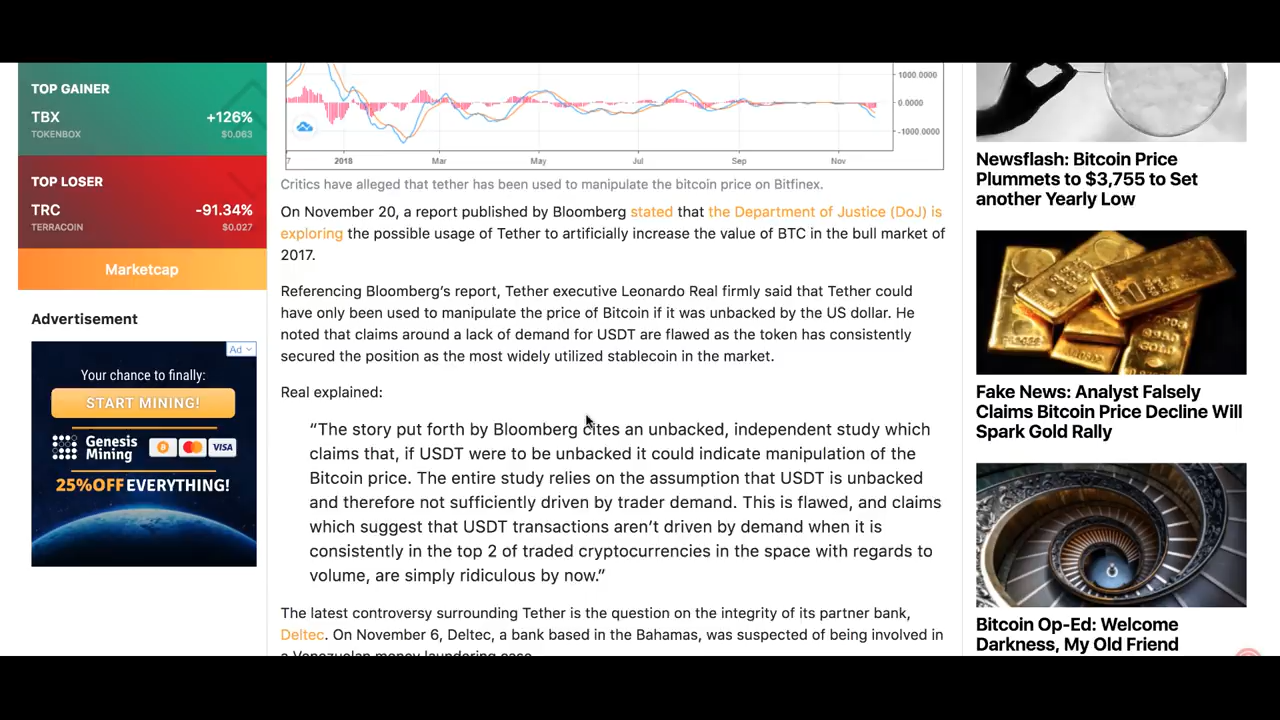 TOP GAINER
TBX
+126%
TOKENBOX
$0.063
TOP LOSER
TRC
-91.34%
TERRACOIN
$0.027
Marketcap
Advertisement
Ad
Your chance to finally:
START MINING!
Genesis
Mining
VISA
25%OFF EVERYTHING!
1000.0000
0.0000
-1000.0000
7
2018
Mar
May
Jul
Sep
Nov
Critics have alleged that tether has been used to manipulate the bitcoin price on Bitfinex.
On November 20, a report published by Bloomberg stated that the Department of Justice (DoJ) is
exploring the possible usage of Tether to artificially increase the value of BTC in the bull market of
2017.
Referencing Bloomberg's report, Tether executive Leonardo Real firmly said that Tether could
have only been used to manipulate the price of Bitcoin if it was unbacked by the US dollar. He
noted that claims around a lack of demand for USDT are flawed as the token has consistently
secured the position as the most widely utilized stablecoin in the market.
Real explained:
“The story put forth by Bloomberg cites an unbacked, independent study which
claims that, if USDT were to be unbacked it could indicate manipulation of the
Bitcoin price. The entire study relies on the assumption that USDT is unbacked
and therefore not sufficiently driven by trader demand. This is flawed, and claims
which suggest that USDT transactions aren’t driven by demand when it is
consistently in the top 2 of traded cryptocurrencies in the space with regards to
volume, are simply ridiculous by now.”
The latest controversy surrounding Tether is the question on the integrity of its partner bank,
Deltec. On November 6, Deltec, a bank based in the Bahamas, was suspected of being involved in
a Venezuelan money laundering case.
Newsflash: Bitcoin Price
Plummets to $3,755 to Set
another Yearly Low
Fake News: Analyst Falsely
Claims Bitcoin Price Decline Will
Spark Gold Rally
Bitcoin Op-Ed: Welcome
Darkness, My Old Friend